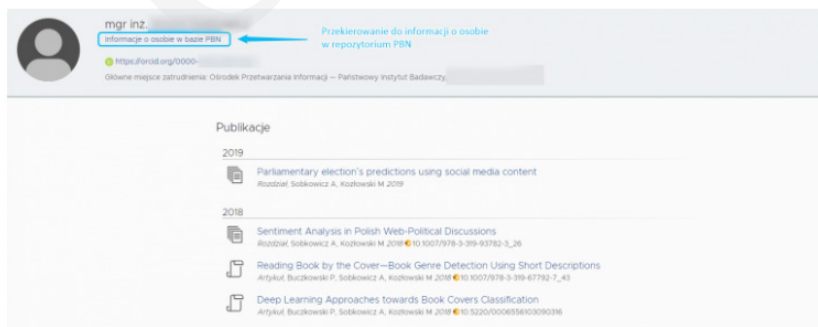 mgr inż.
Informacje o osobie w bazie PBN
Przekierowanie do informacji o osobie
w repozytorium PBN
https://orcid.org/0000-
Główne miejsce zatrudnienia: Ośrodek Przetwarzania Informacji — Państwowy Instytut Badawczy,
Publikacje
2019
Parliamentary election's predictions using social media content
Rozdział, Sobkowicz A, Kozłowski M 2019
2018
Sentiment Analysis in Polish Web-Political Discussions
Rozdział, Sobkowicz A, Kozłowski M 2018 10.1007/978-3-319-93782-3_26
Reading Book by the Cover—Book Genre Detection Using Short Descriptions
Artykuł, Buczkowski P, Sobkowicz A, Kozłowski M 2018 10.1007/978-3-319-67792-7_43
Deep Learning Approaches towards Book Covers Classification
Artykuł, Buczkowski P, Sobkowicz A, Kozłowski M 2018 10.5220/0006556103090316